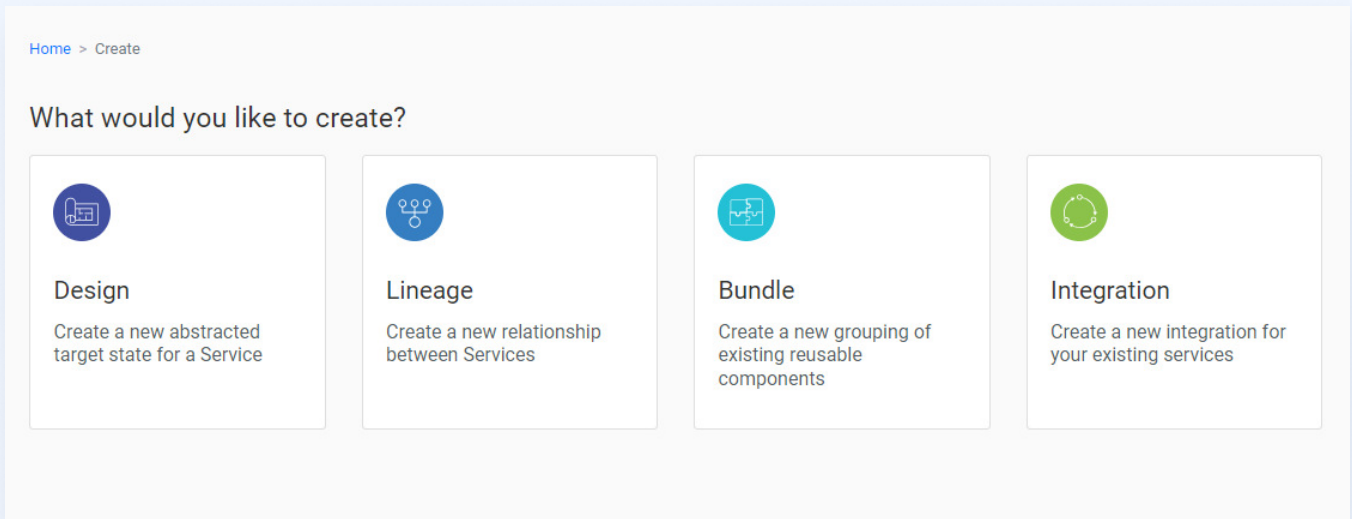 Home > Create
What would you like to create?
Design
Create a new abstracted
target state for a Service
Lineage
Create a new relationship
between Services
Bundle
Create a new grouping of
existing reusable
components
Integration
Create a new integration for
your existing services